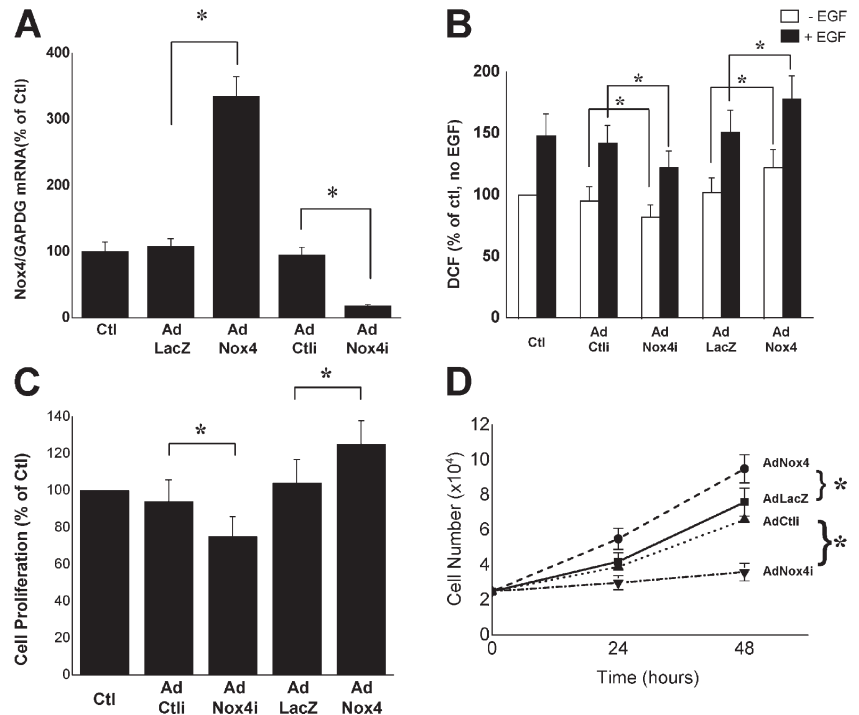 A
Nox4/GAPDG mRNA(% of Ctl)
400
300
350
200
100
0
*
*
Ctl
Ad
LacZ
Ad
Nox4
Ad
Ctli
Ad
Nox4i
B
- EGF
+ EGF
DCF (% of ctl, no EGF)
200
150
100
50
0
*
*
*
*
Ctl
Ad
Ctli
Ad
Nox4i
Ad
LacZ
Ad
Nox4
C
Cell Proliferation (% of Ctl)
140
120
100
80
60
40
20
0
*
*
Ctl
Ad
Ctli
Ad
Nox4i
Ad
LacZ
Ad
Nox4
D
Cell Number (x10⁴)
12
10
8
6
4
2
0
0
24
48
Time (hours)
AdNox4
AdLacZ
AdCtli
AdNox4i
*
*